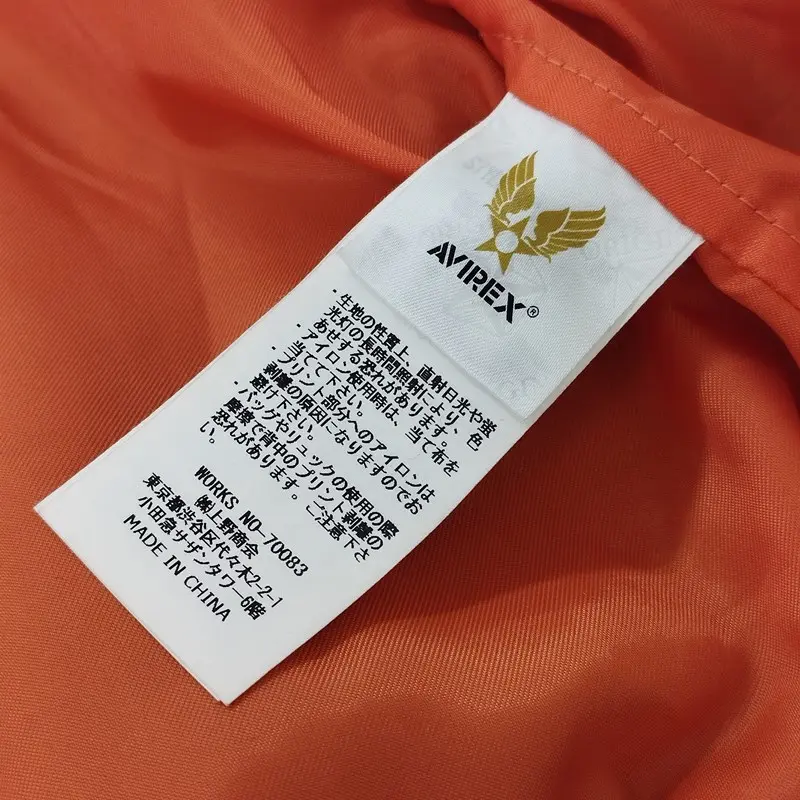 AVIREX®
・生地の性質上、直射日光や蛍
光灯の長時間照射により、色
あせする恐れがあります。
・アイロン使用時は、当て布を
当てて下さい。
・プリント部分へのアイロンは
剥離の原因になりますのでお
避け下さい。
・バッグやリュックの使用の際
摩擦で背中のプリント剥離の
恐れがあります。ご注意下さ
い。
WORKS NO-70083
㈱上野商会
東京都渋谷区代々木2-2-1
小田急サザンタワー6階
MADE IN CHINA